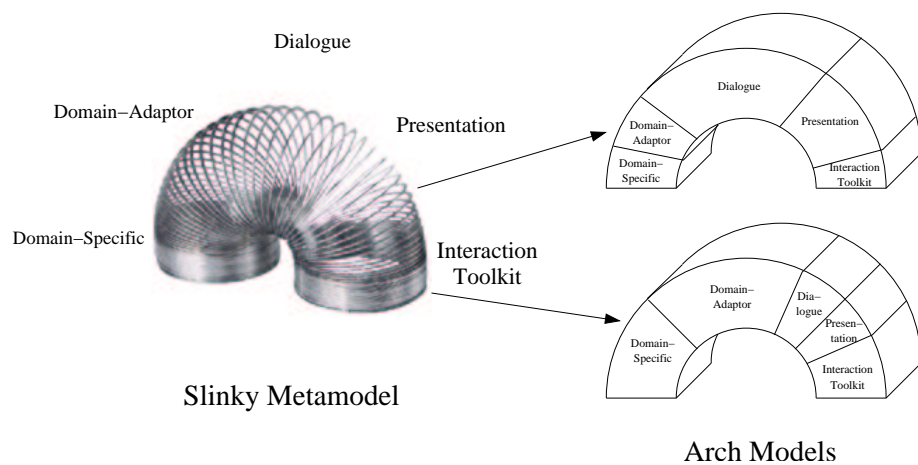 Dialogue
Domain–Adaptor
Presentation
Domain–Specific
Interaction
Toolkit
Slinky Metamodel
Dialogue
Domain–
Adaptor
Presentation
Domain–
Specific
Interaction
Toolkit
Domain–
Adaptor
Dia–
logue
Presen–
tation
Domain–
Specific
Interaction
Toolkit
Arch Models